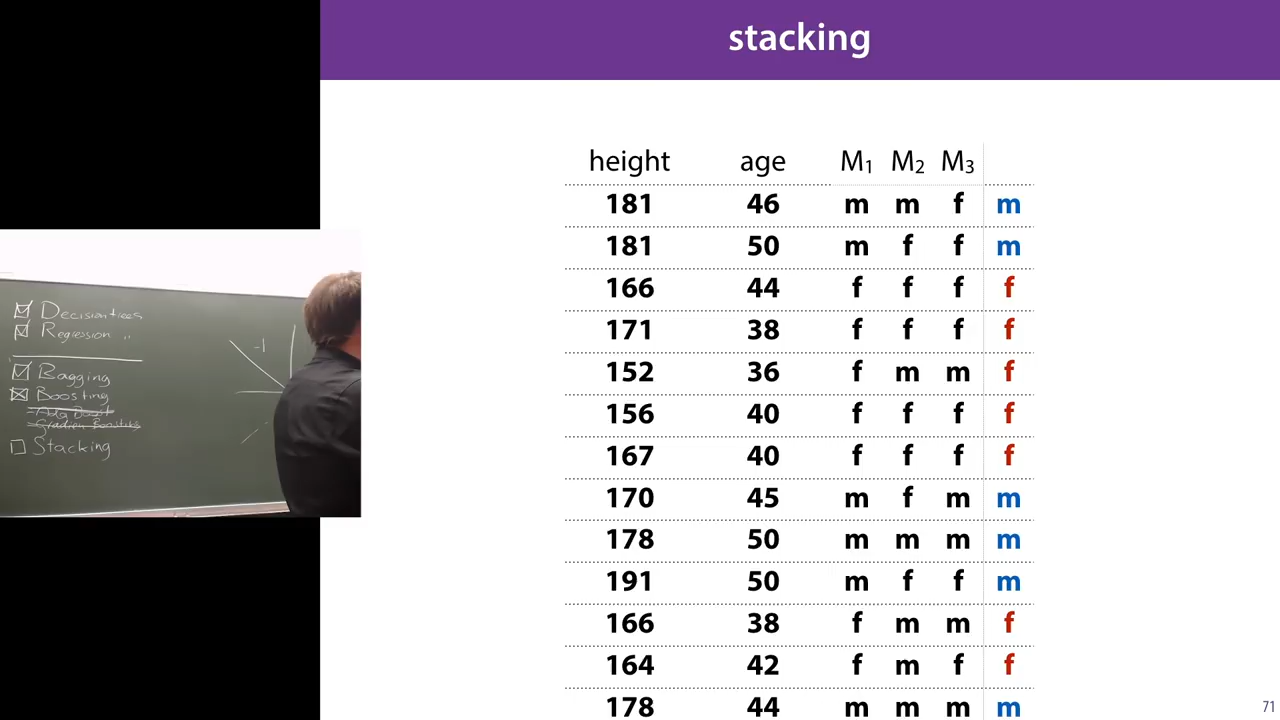 stacking
height age M1 M2 M3
181 46 m m f m
181 50 m f f m
166 44 f f f f
171 38 f f f f
152 36 f m m f
156 40 f f f f
167 40 f f f f
170 45 m f m m
178 50 m m m m
191 50 m f f m
166 38 f m m f
164 42 f m f f
178 44 m m m m
71
Decision trees
Regression "
Bagging
Boosting
Stacking
-1